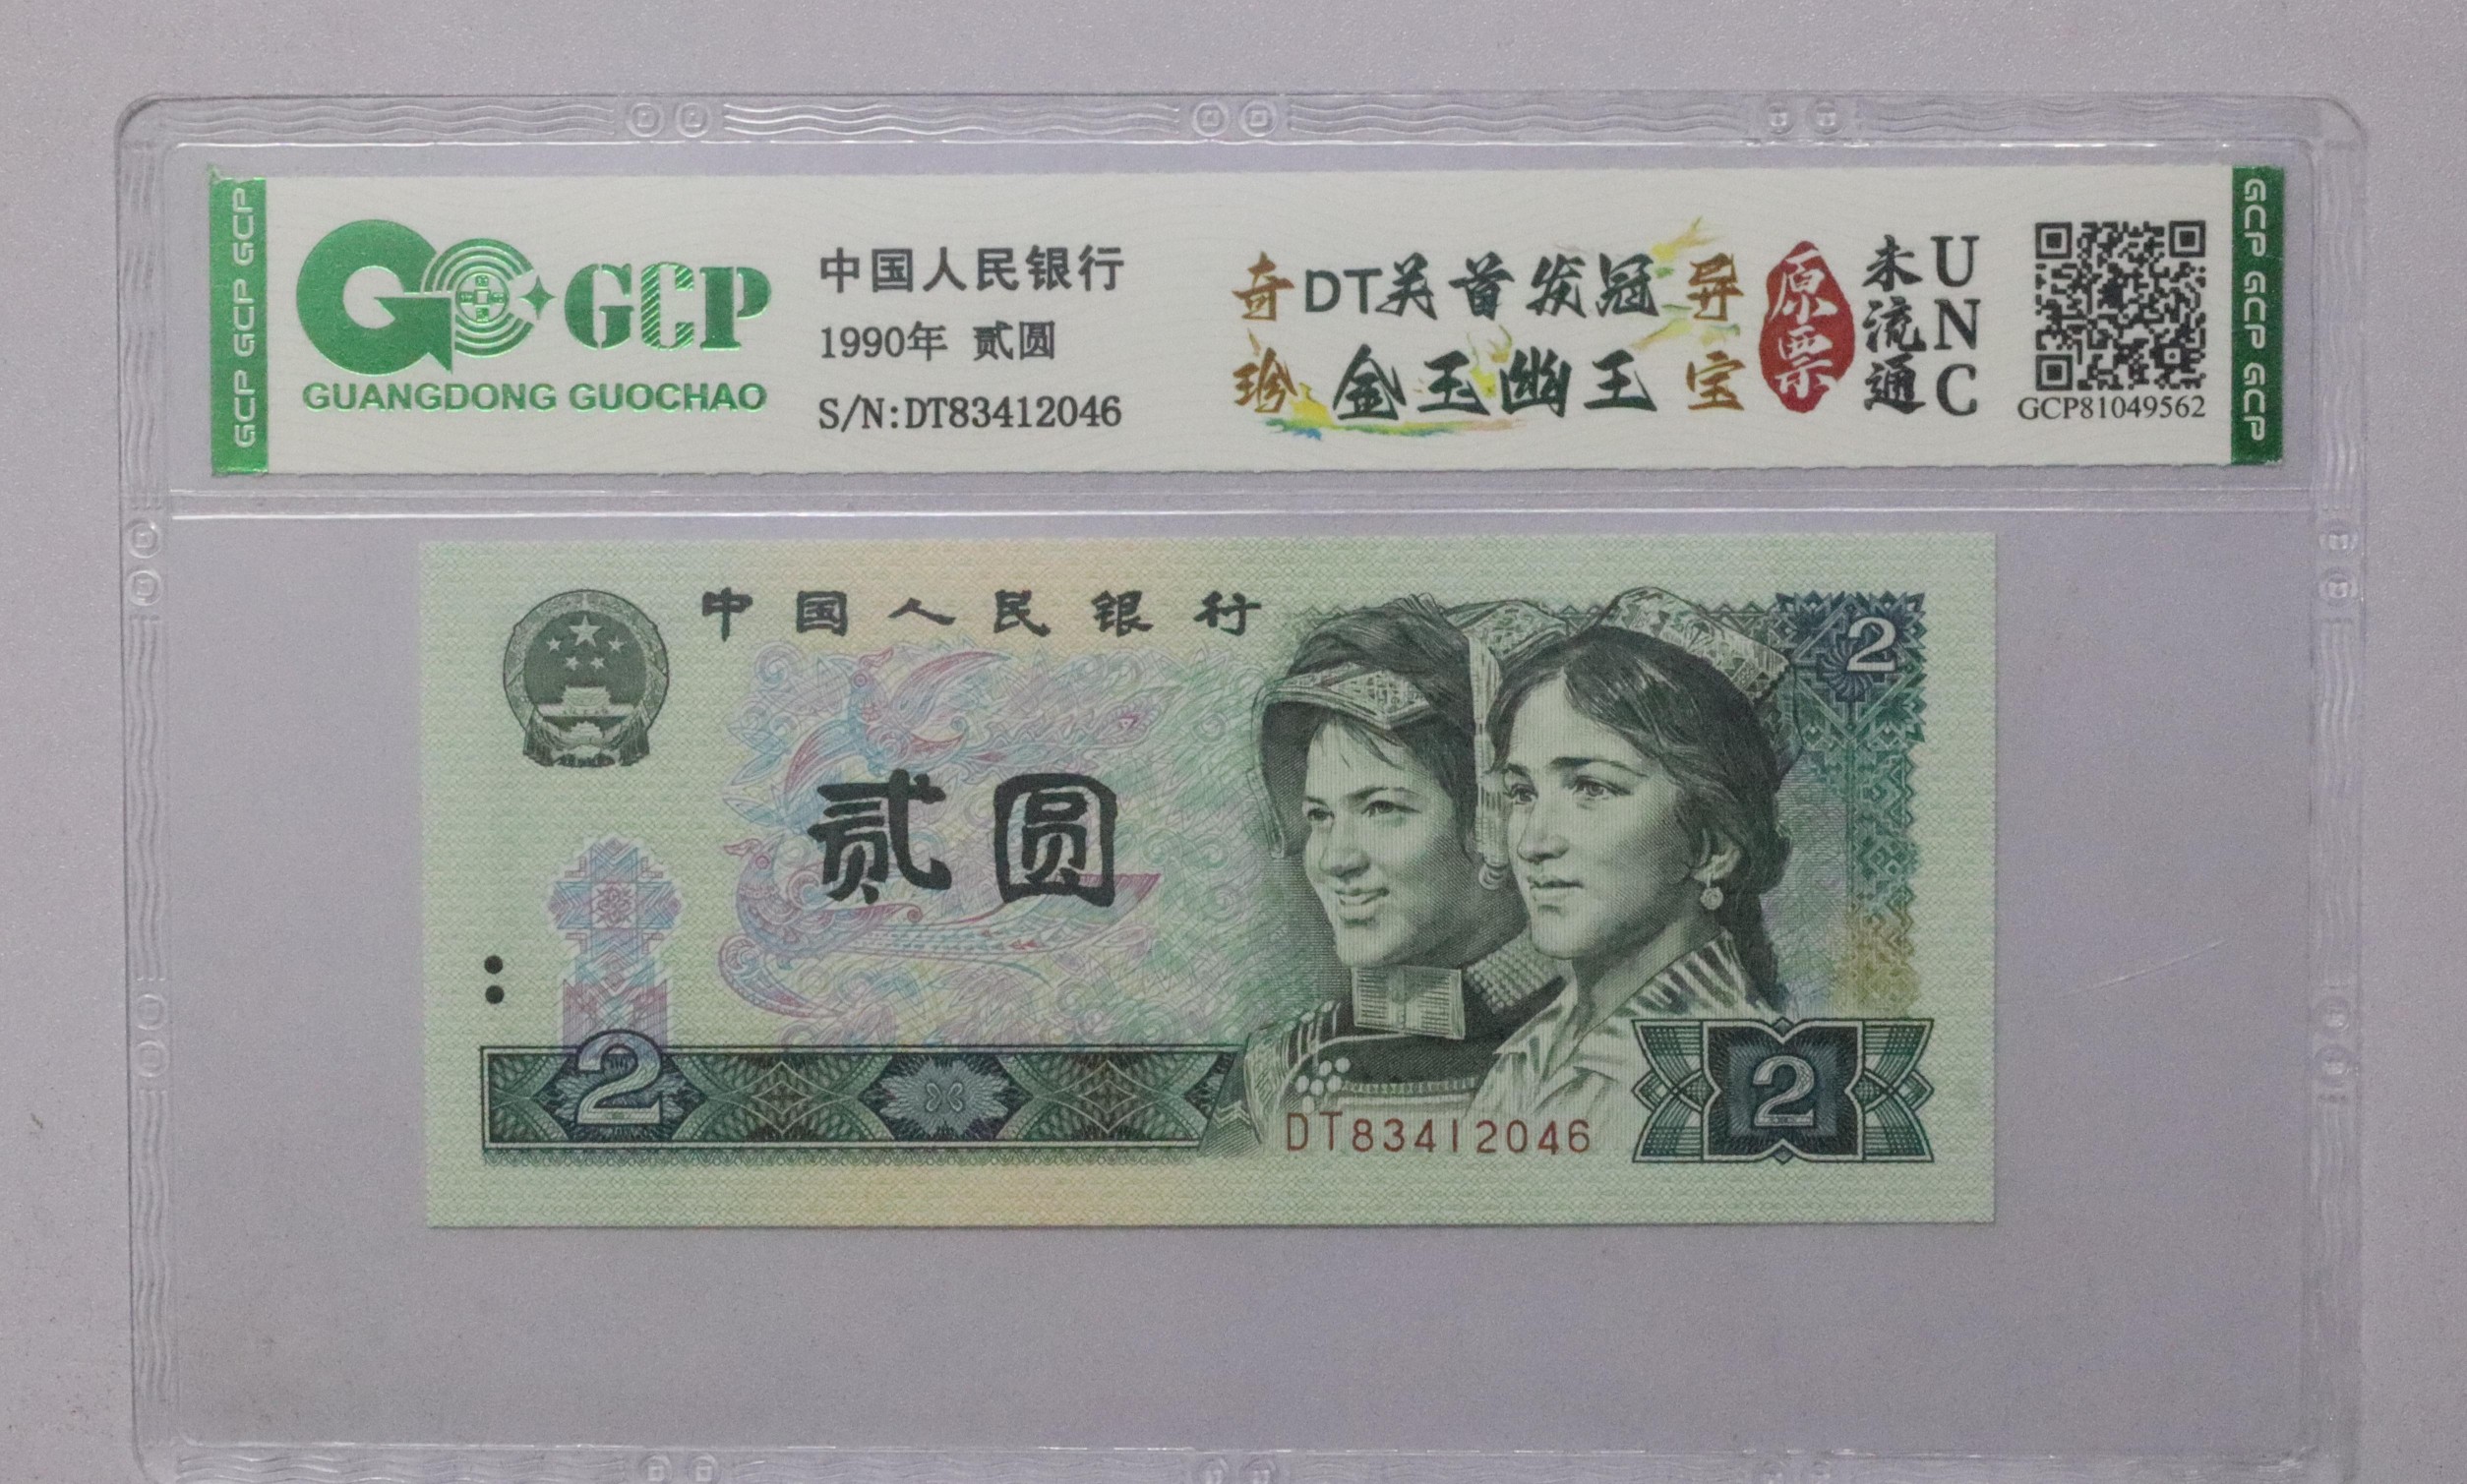 GCP GCP GCP
GCP
GUANGDONG GUOCHAO
中国人民银行
1990年 贰圆
S/N:DT83412046
奇珍
DT关首发冠
金玉幽王
异宝
原票
未流通
UNC
GCP81049562
GCP GCP GCP
中国人民银行
2
贰圆
2
DT83412046
2